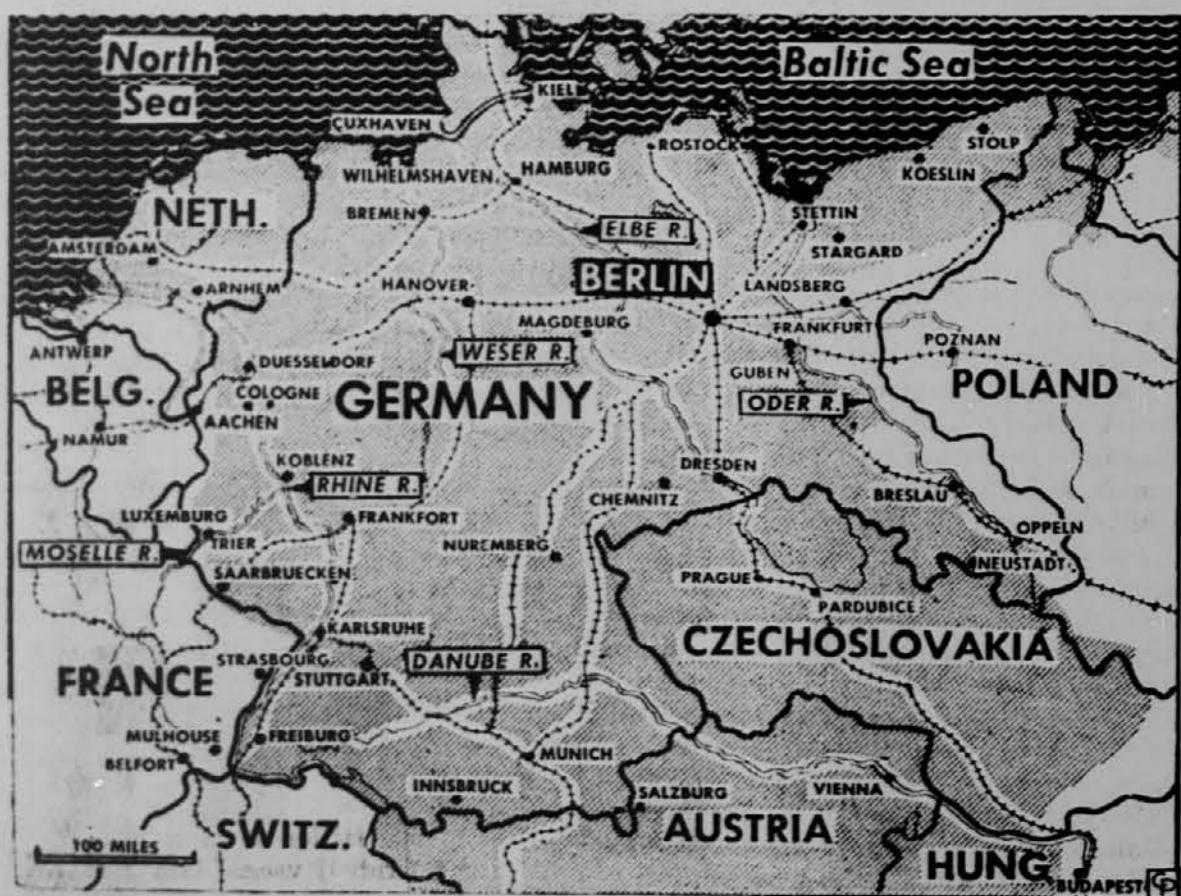 North
Sea
Baltic Sea
KIEL
CUXHAVEN
STOLP
ROSTOCK
KOESLIN
WILHELMSHAVEN
HAMBURG
NETH.
BREMEN
STETTIN
ELBE R.
AMSTERDAM
STARGARD
BERLIN
ARNHEM
HANOVER
LANDSBERG
MAGDEBURG
FRANKFURT
ANTWERP
WESER R.
POZNAN
DUESSELDORF
GUBEN
BELG.
COLOGNE
GERMANY
POLAND
ODER R.
AACHEN
NAMUR
KOBLENZ
DRESDEN
RHINE R.
CHEMNITZ
BRESLAU
LUXEMBURG
FRANKFORT
OPPELN
TRIER
MOSELLE R.
NUREMBERG
NEUSTADT
SAARBRUECKEN
PRAGUE
PARDUBICE
KARLSRUHE
CZECHOSLOVAKIA
STRASBOURG
DANUBE R.
FRANCE
STUTTGART
MULHOUSE
FREIBURG
MUNICH
BELFORT
INNSBRUCK
SALZBURG
VIENNA
SWITZ.
AUSTRIA
100 MILES
HUNG.
BUDAPEST
CP